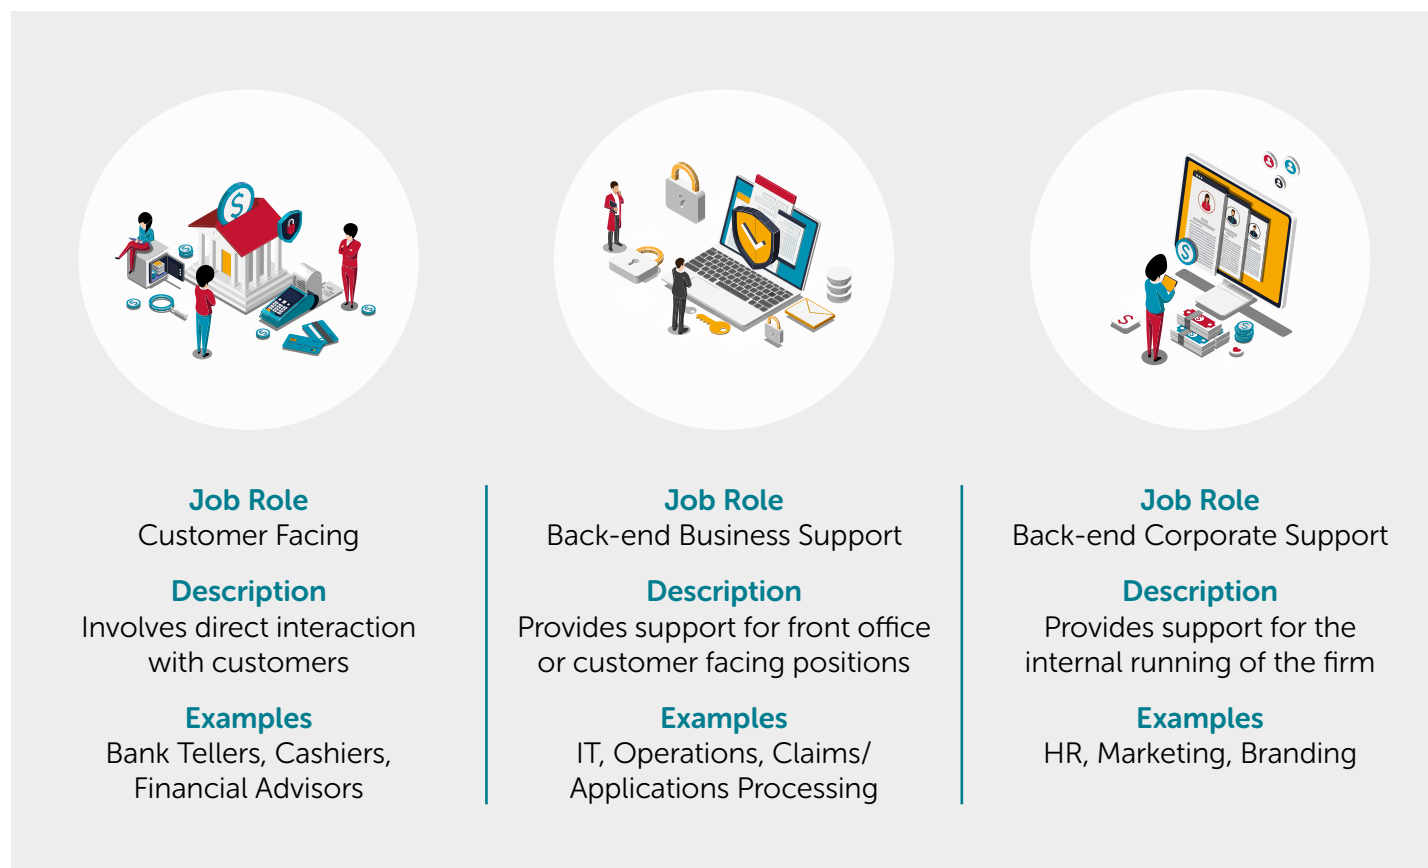 Job Role
Customer Facing
Description
Involves direct interaction
with customers
Examples
Bank Tellers, Cashiers,
Financial Advisors
Job Role
Back-end Business Support
Description
Provides support for front office
or customer facing positions
Examples
IT, Operations, Claims/
Applications Processing
Job Role
Back-end Corporate Support
Description
Provides support for the
internal running of the firm
Examples
HR, Marketing, Branding